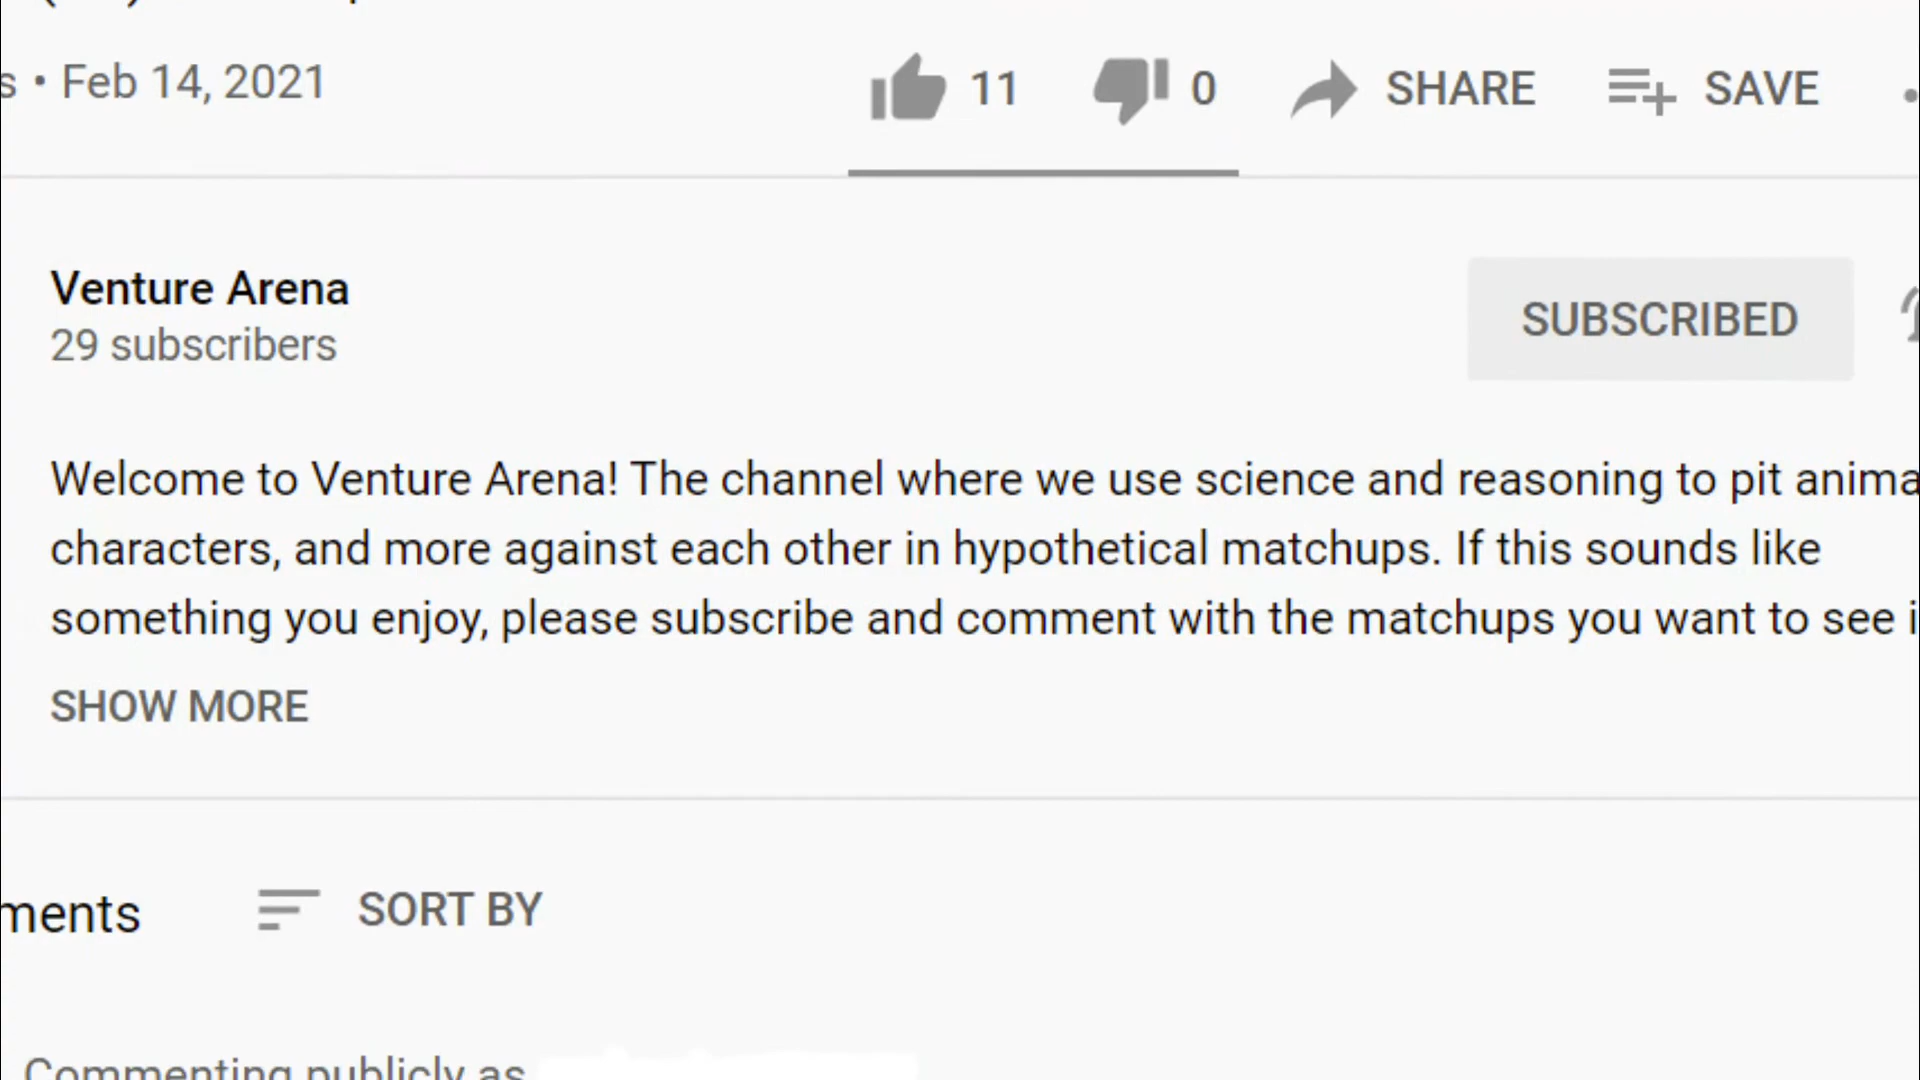 • Feb 14, 2021
11
0
SHARE
SAVE
Venture Arena
29 subscribers
SUBSCRIBED
Welcome to Venture Arena! The channel where we use science and reasoning to pit anima
characters, and more against each other in hypothetical matchups. If this sounds like
something you enjoy, please subscribe and comment with the matchups you want to see i
SHOW MORE
ments
SORT BY
Commenting publicly as